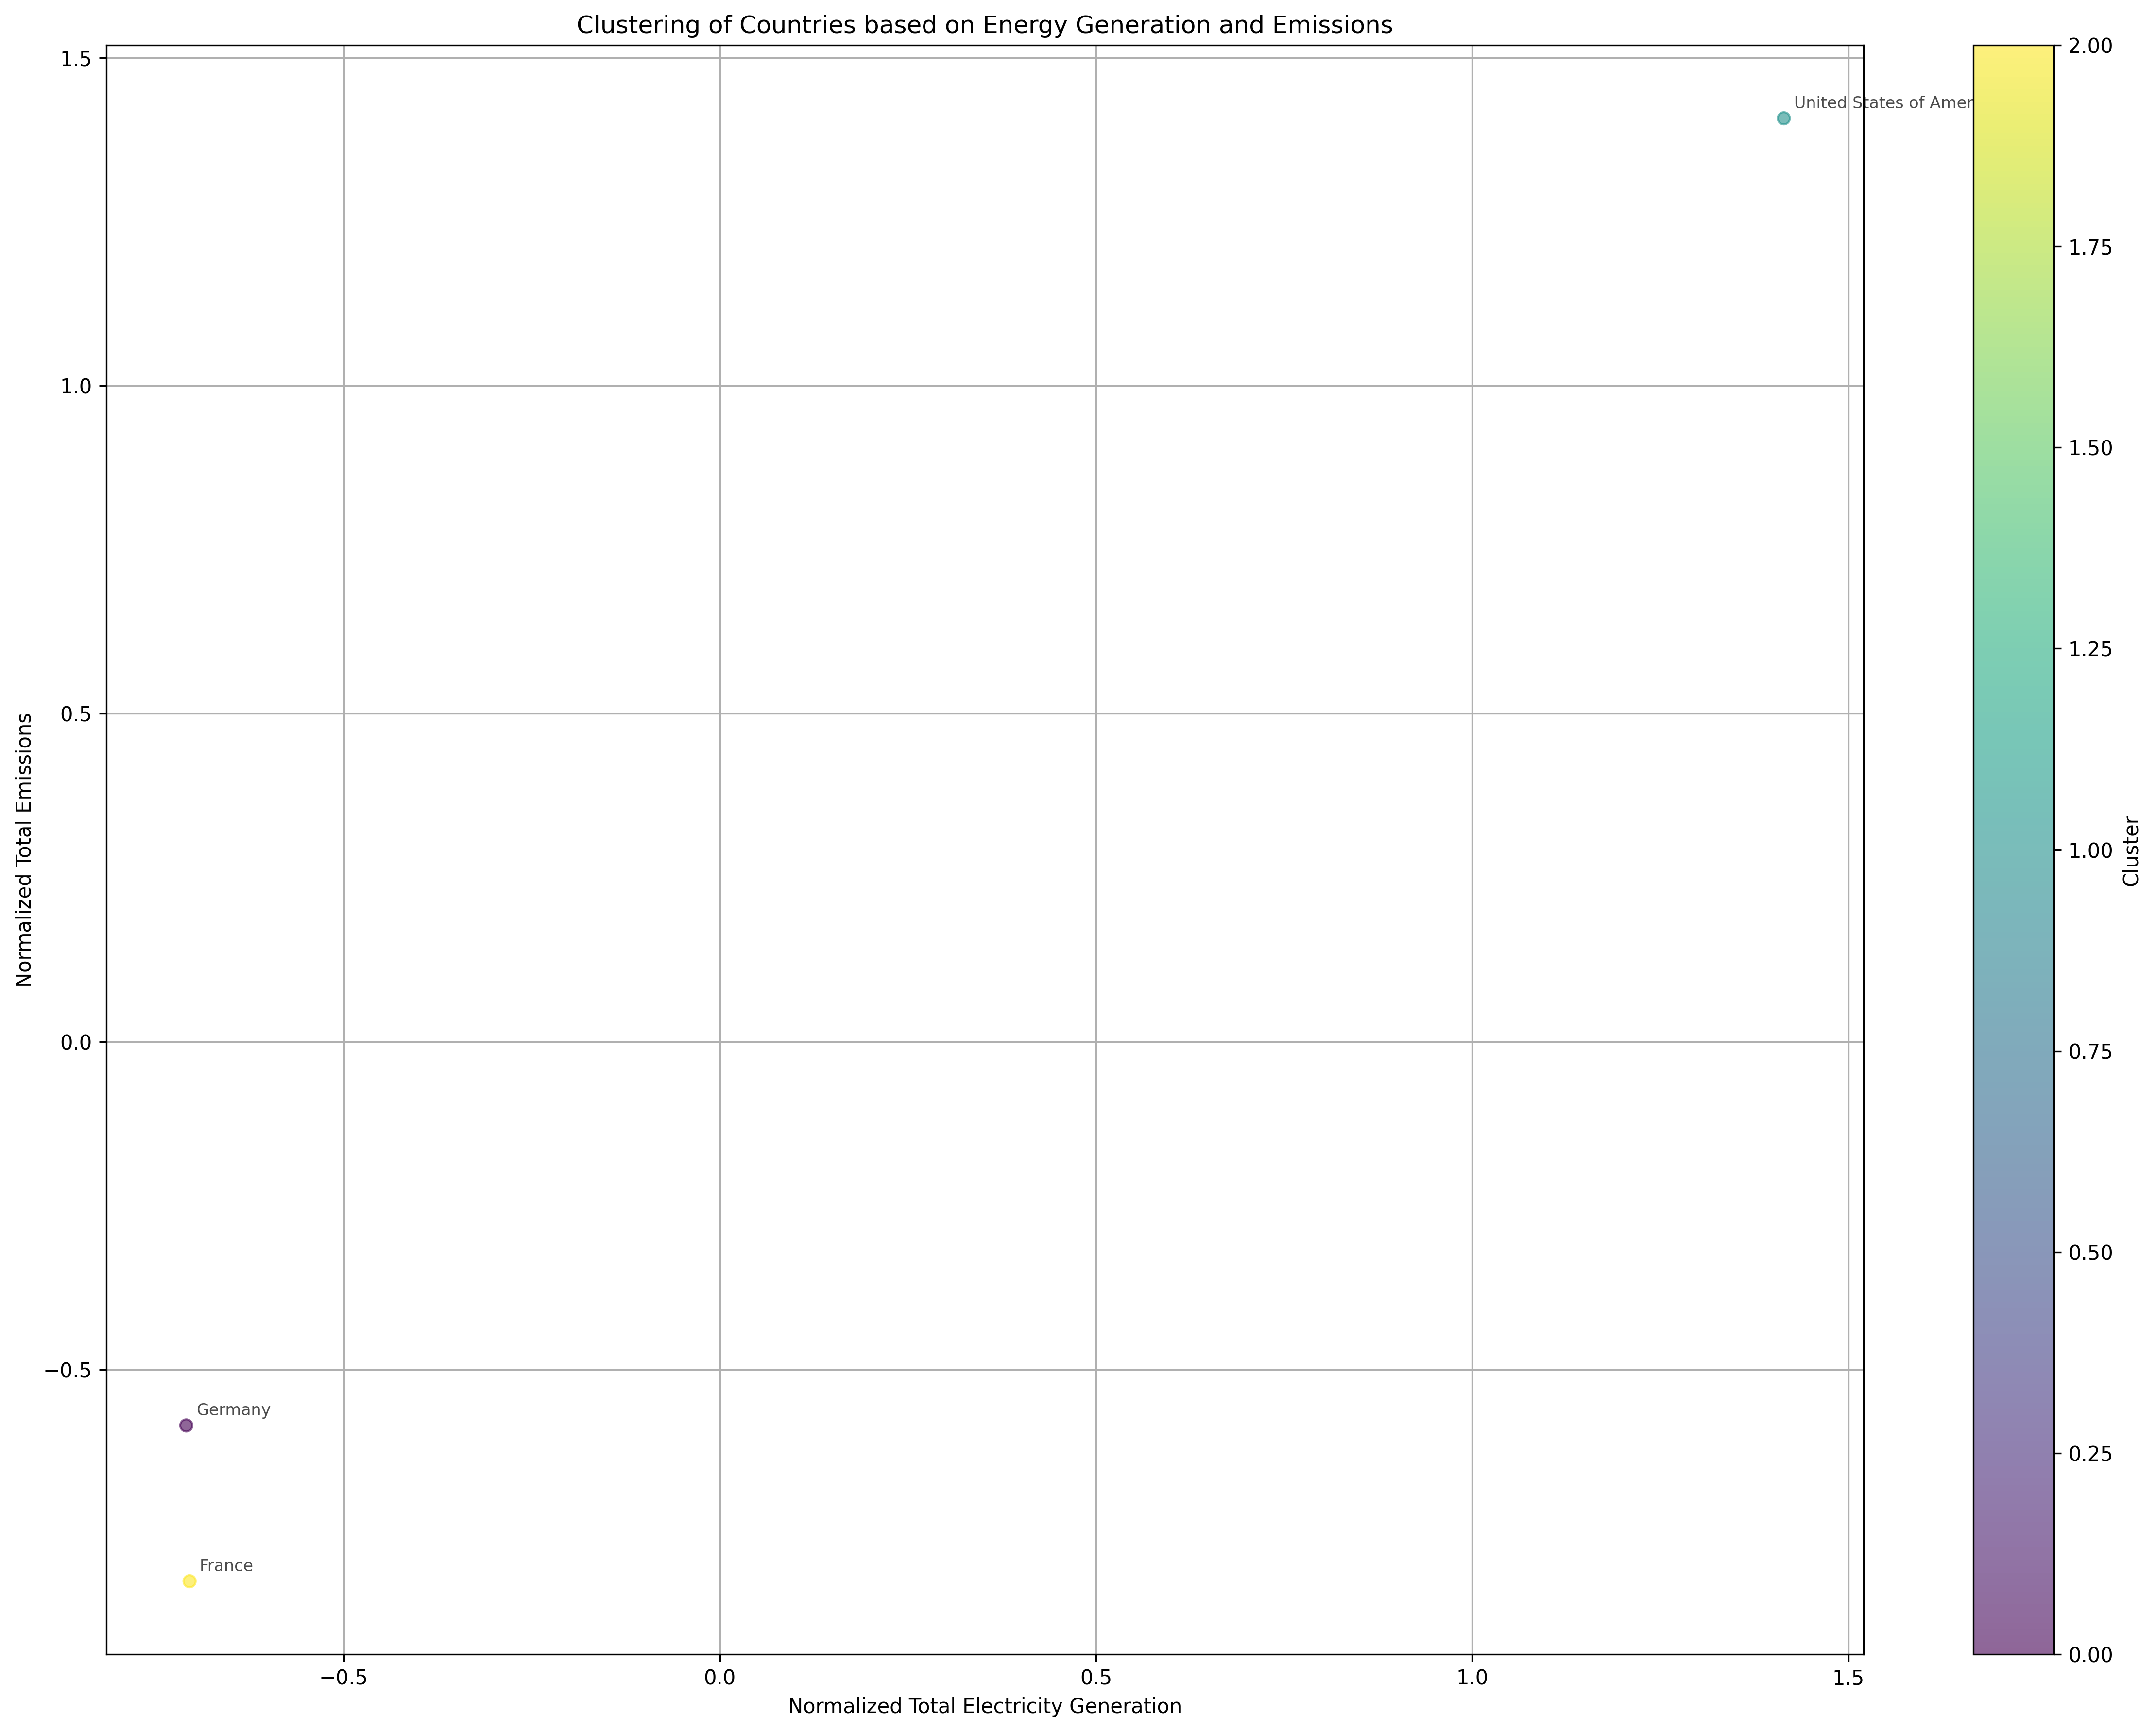 Clustering of Countries based on Energy Generation and Emissions
1.5
1.0
0.5
0.0
−0.5
Normalized Total Emissions
United States of Amer
Germany
France
−0.5
0.0
0.5
1.0
1.5
Normalized Total Electricity Generation
2.00
1.75
1.50
1.25
1.00
0.75
0.50
0.25
0.00
Cluster